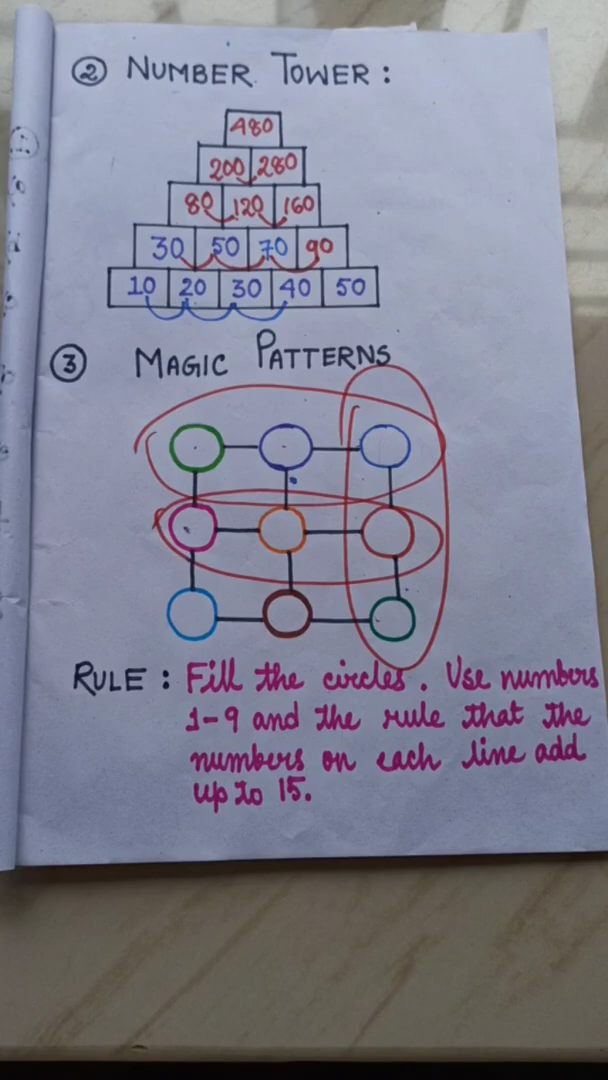 ② NUMBER TOWER:
480
200 280
80 120 160
30 50 70 90
10 20 30 40 50
③ MAGIC PATTERNS
RULE: Fill the circles. Use numbers
1-9 and the rule that the
numbers on each line add
up to 15.